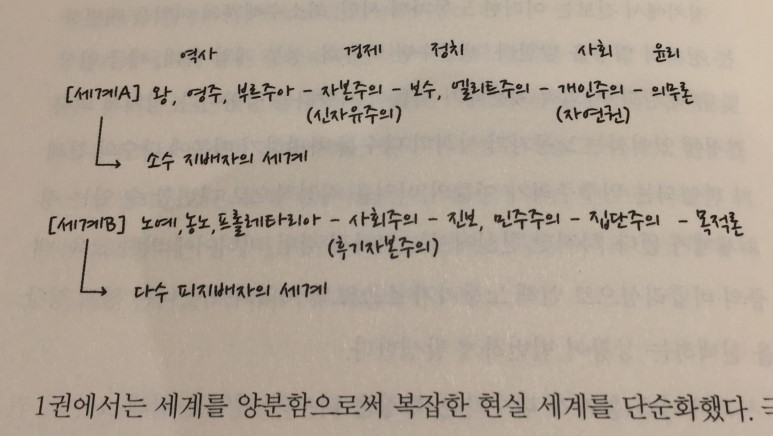 역사 경제 정치 사회 윤리
[세계A] 왕, 영주, 부르주아 - 자본주의 - 보수, 엘리트주의 - 개인주의 - 의무론
(신자유주의) (자연권)
소수 지배자의 세계
[세계B] 노예, 농노, 프롤레타리아 - 사회주의 - 진보, 민주주의 - 집단주의 - 목적론
(후기자본주의)
다수 피지배자의 세계
1권에서는 세계를 양분함으로써 복잡한 현실 세계를 단순화했다.